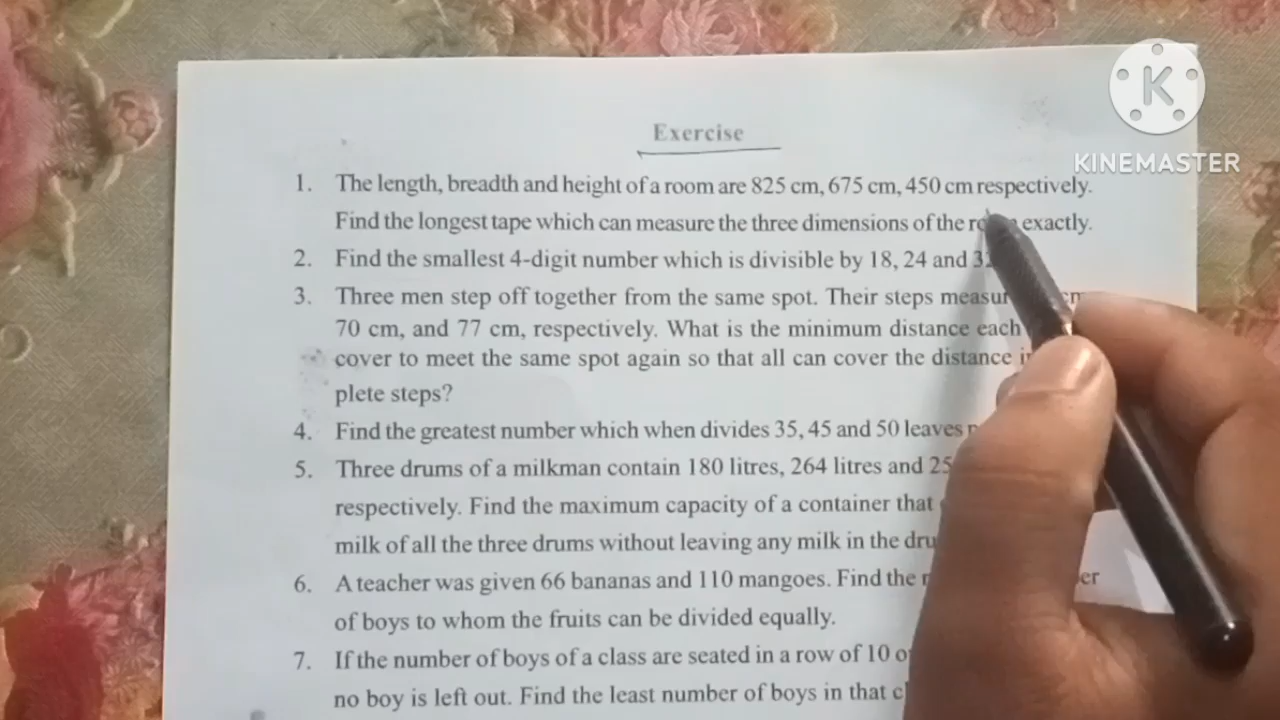 Exercise
1. The length, breadth and height of a room are 825 cm, 675 cm, 450 cm respectively.
Find the longest tape which can measure the three dimensions of the exactly.
2. Find the smallest 4-digit number which is divisible by 18, 24 and
3. Three men step off together from the same spot. Their steps
70 cm, and 77 cm, respectively. What is the minimum distance each
cover to meet the same spot again so that all can cover the distance
plete steps?
4. Find the greatest number which when divides 35, 45 and 50 leaves
5. Three drums of a milkman contain 180 litres, 264 litres and
respectively. Find the maximum capacity of a container that
milk of all the three drums without leaving any milk in the
6. A teacher was given 66 bananas and 110 mangoes. Find the
of boys to whom the fruits can be divided equally.
7. If the number of boys of a class are seated in a row of 10
no boy is left out. Find the least number of boys in that
K
KINEMASTER